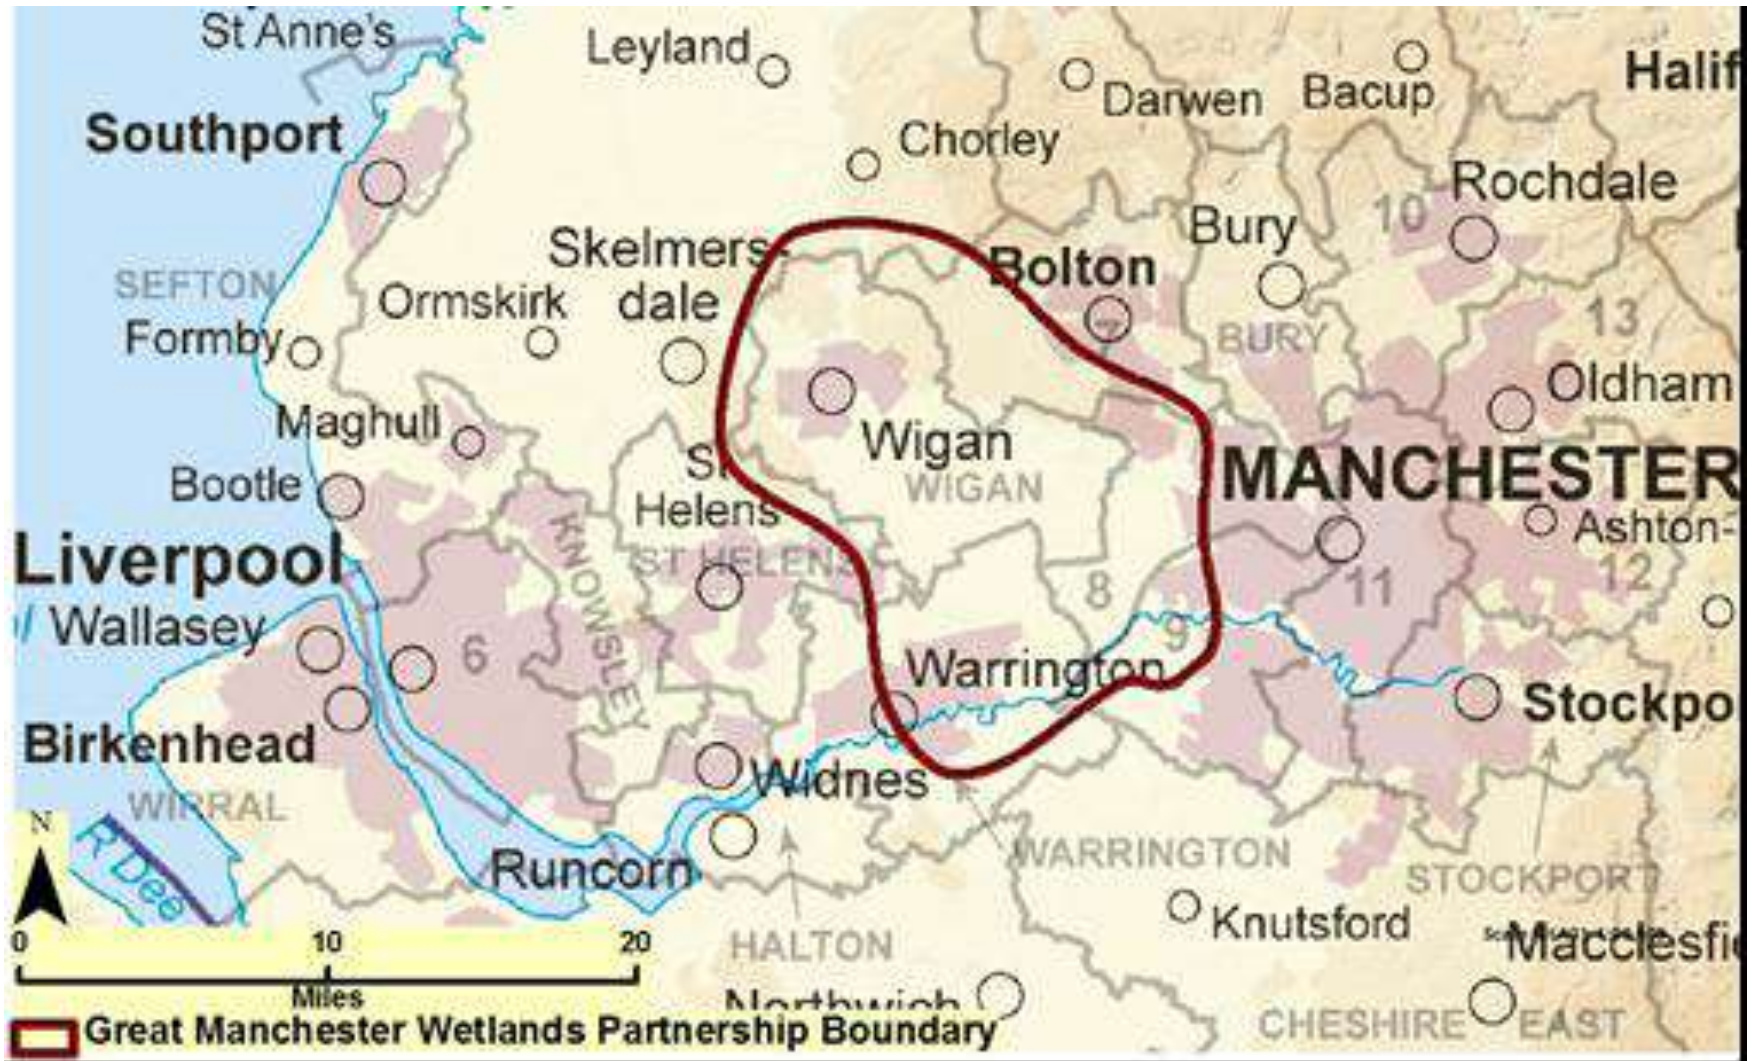 St Anne's
Leyland
Darwen
Bacup
Halif
Southport
Chorley
Rochdale
10
Bury
Skelmers-
dale
Bolton
7
SEFTON
Ormskirk
Formby
BURY
13
Oldham
Maghull
Wigan
WIGAN
MANCHESTER
Bootle
St
Helens
ST HELENS
KNOWSLEY
Ashton-
12
Liverpool
Wallasey
6
8
11
9
Warrington
Birkenhead
Stockpo
Widnes
WIRRAL
N
R Dee
Runcorn
WARRINGTON
STOCKPORT
Knutsford
HALTON
Macclesfie
Northwich
CHESHIRE EAST
0 10 20
Miles
Great Manchester Wetlands Partnership Boundary